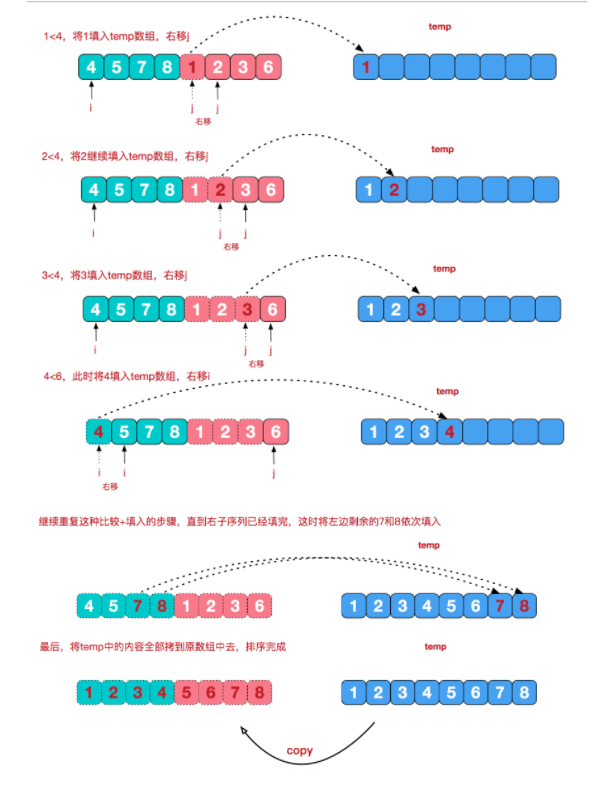 1<4，将1填入temp数组，右移j
temp
4 5 7 8 1 2 3 6
1
i
j
j
右移
2<4，将2继续填入temp数组，右移j
temp
4 5 7 8 1 2 3 6
1 2
i
j
j
右移
3<4，将3填入temp数组，右移j
temp
4 5 7 8 1 2 3 6
1 2 3
i
j
j
右移
4<6，此时将4填入temp数组，右移i
temp
4 5 7 8 1 2 3 6
1 2 3 4
i
i
j
右移
继续重复这种比较+填入的步骤，直到右子序列已经填完，这时将左边剩余的7和8依次填入
temp
4 5 7 8 1 2 3 6
1 2 3 4 5 6 7 8
最后，将temp中的内容全部拷到原数组中去，排序完成
temp
1 2 3 4 5 6 7 8
1 2 3 4 5 6 7 8
copy